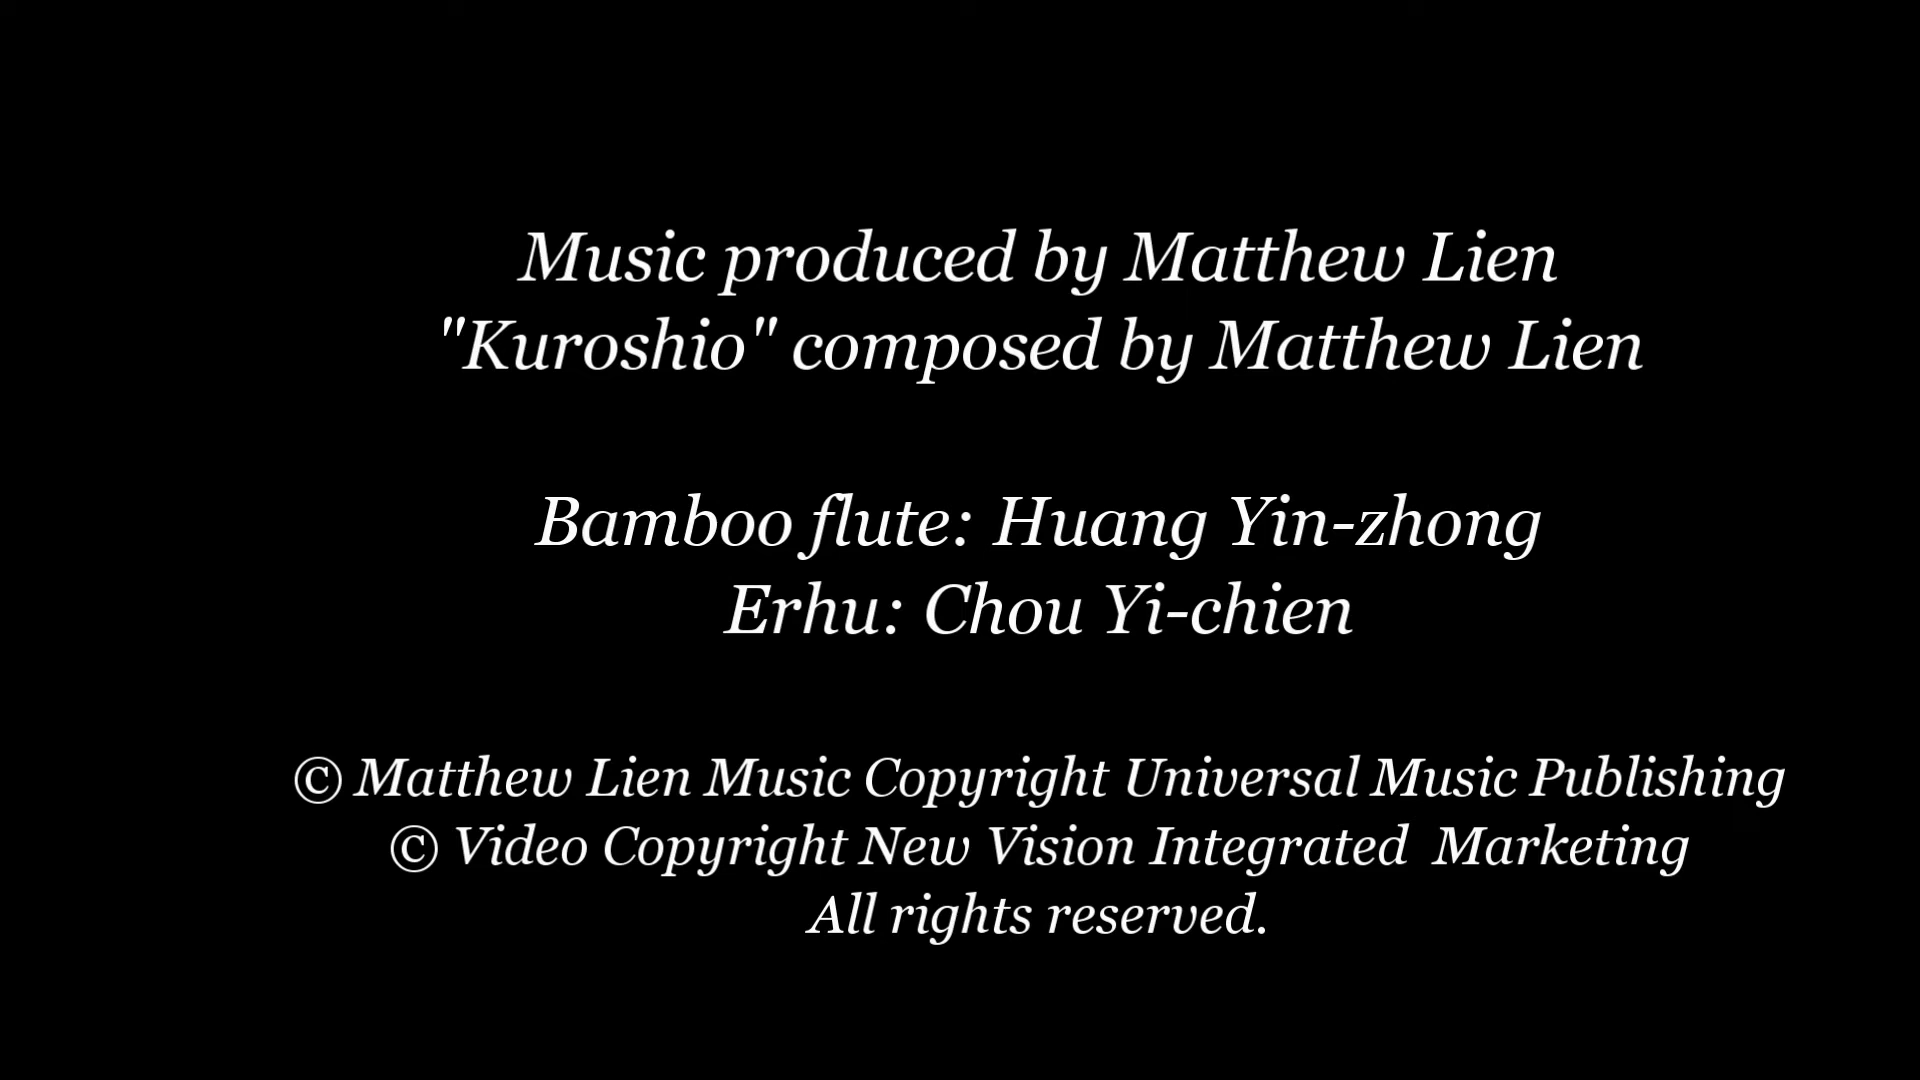 Music produced by Matthew Lien
"Kuroshio" composed by Matthew Lien
Bamboo flute: Huang Yin-zhong
Erhu: Chou Yi-chien
© Matthew Lien Music Copyright Universal Music Publishing
© Video Copyright New Vision Integrated  Marketing
All rights reserved.